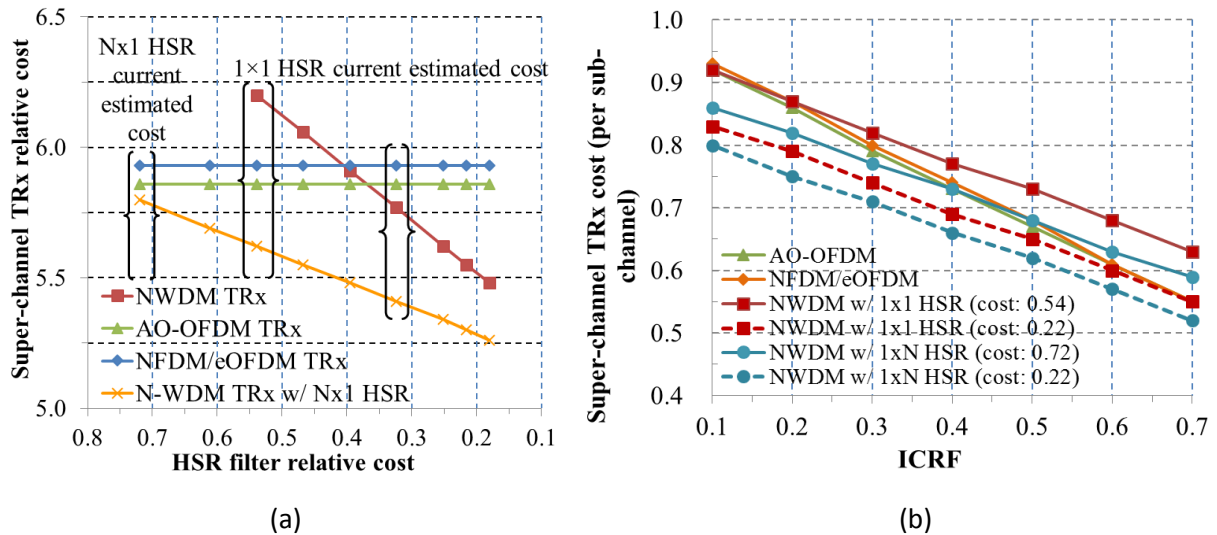 6.5
6.0
5.5
5.0
Super-channel TRx relative cost
Nx1 HSR
current
estimated
cost
1×1 HSR current estimated cost
NWDM TRx
AO-OFDM TRx
NFDM/eOFDM TRx
N-WDM TRx w/ Nx1 HSR
0.8 0.7 0.6 0.5 0.4 0.3 0.2 0.1
HSR filter relative cost
(a)
1.0
0.9
0.8
0.7
0.6
0.5
0.4
Super-channel TRx cost (per sub-
channel)
AO-OFDM
NFDM/eOFDM
NWDM w/ 1x1 HSR (cost: 0.54)
NWDM w/ 1x1 HSR (cost: 0.22)
NWDM w/ 1xN HSR (cost: 0.72)
NWDM w/ 1xN HSR (cost: 0.22)
0.1 0.2 0.3 0.4 0.5 0.6 0.7
ICRF
(b)